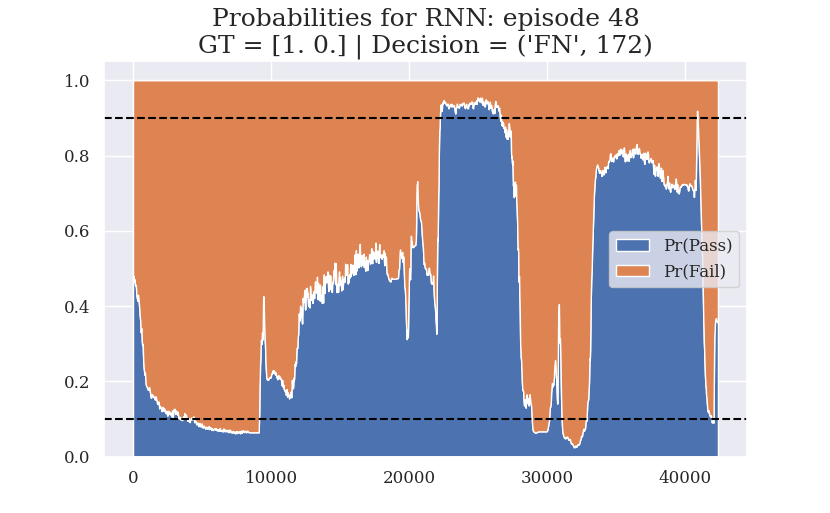 Probabilities for RNN: episode 48
GT = [1. 0.] | Decision = ('FN', 172)
1.0
0.8
0.6
0.4
0.2
0.0
Pr(Pass)
Pr(Fail)
0
10000
20000
30000
40000